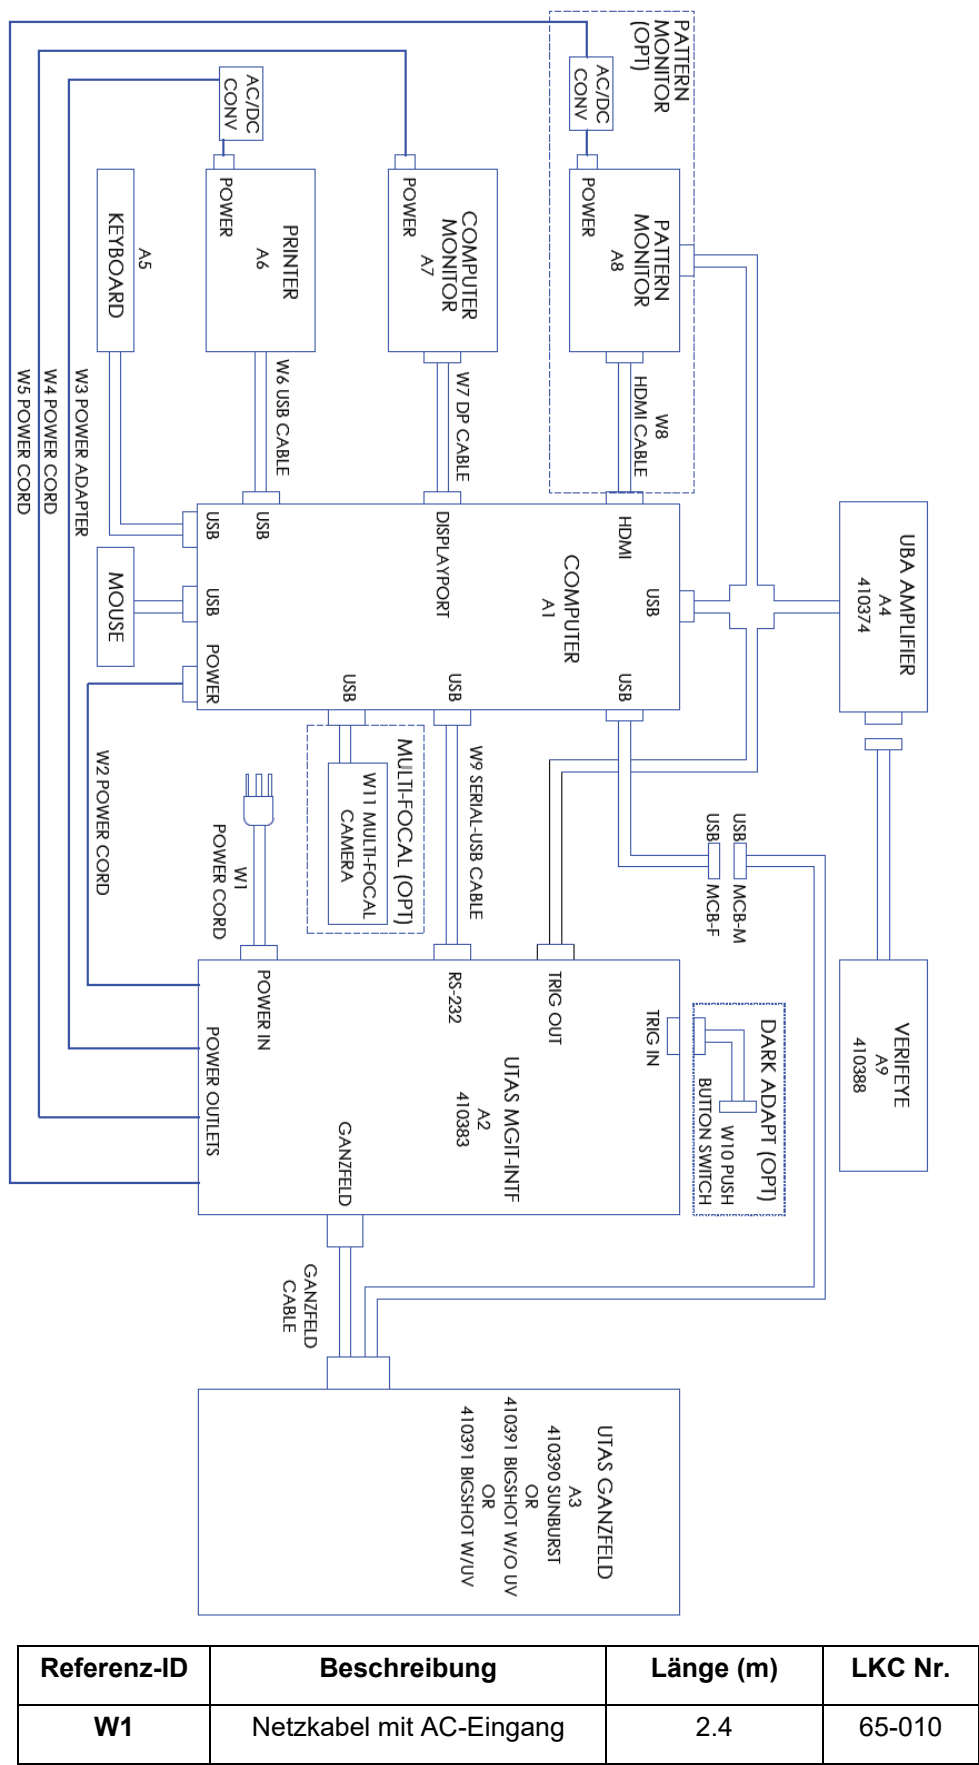 PATTERN
MONITOR
(OPT)
AC/DC
CONV
POWER
PATTERN
MONITOR
A8
W8
HDMI CABLE
AC/DC
CONV
POWER
PRINTER
A6
W6 USB CABLE
POWER
COMPUTER
MONITOR
A7
W7 DP CABLE
A5
KEYBOARD
W3 POWER ADAPTER
W4 POWER CORD
W5 POWER CORD
UBA AMPLIFIER
A4
410374
HDMI
DISPLAYPORT
USB
USB
USB
COMPUTER
A1
USB
MOUSE
POWER
USB
USB
USB
W2 POWER CORD
W1
POWER CORD
MULTI-FOCAL (OPT)
W11 MULTI-FOCAL
CAMERA
W9 SERIAL-USB CABLE
USB MCB-M
USB MCB-F
VERIFEYE
A9
410388
DARK ADAPT (OPT)
W10 PUSH
BUTTON SWITCH
TRIG IN
TRIG OUT
RS-232
POWER IN
POWER OUTLETS
UTAS MGIT-INTF
A2
410383
GANZFELD
GANZFELD
CABLE
UTAS GANZFELD
A3
410390 SUNBURST
OR
410391 BIGSHOT W/O UV
OR
410391 BIGSHOT W/UV
Referenz-ID Beschreibung Länge (m) LKC Nr.
W1 Netzkabel mit AC-Eingang 2.4 65-010